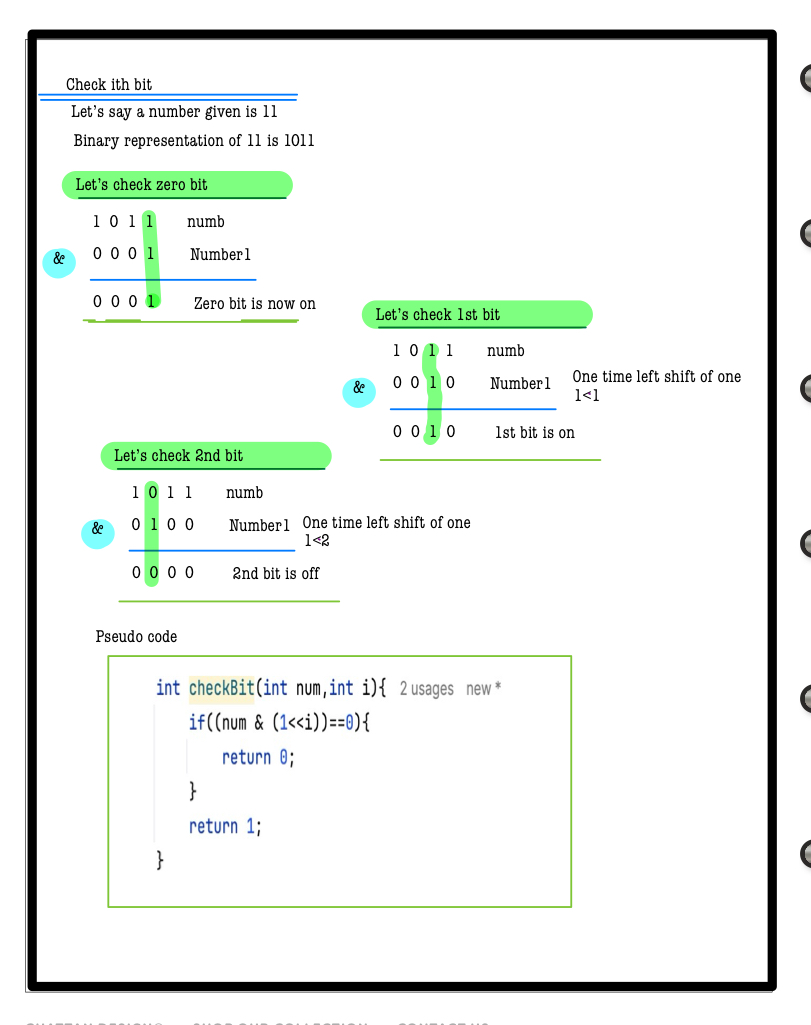 Check ith bit
Let's say a number given is 11
Binary representation of 11 is 1011
Let's check zero bit
1 0 1 1 numb
& 0 0 0 1 Number1
0 0 0 1 Zero bit is now on
Let's check 1st bit
1 0 1 1 numb
& 0 0 1 0 Number1 One time left shift of one
1<1
0 0 1 0 1st bit is on
Let's check 2nd bit
1 0 1 1 numb
& 0 1 0 0 Number1 One time left shift of one
1<2
0 0 0 0 2nd bit is off
Pseudo code
int checkBit(int num,int i){ 2 usages new *
if((num & (1<<i))==0){
return 0;
}
return 1;
}